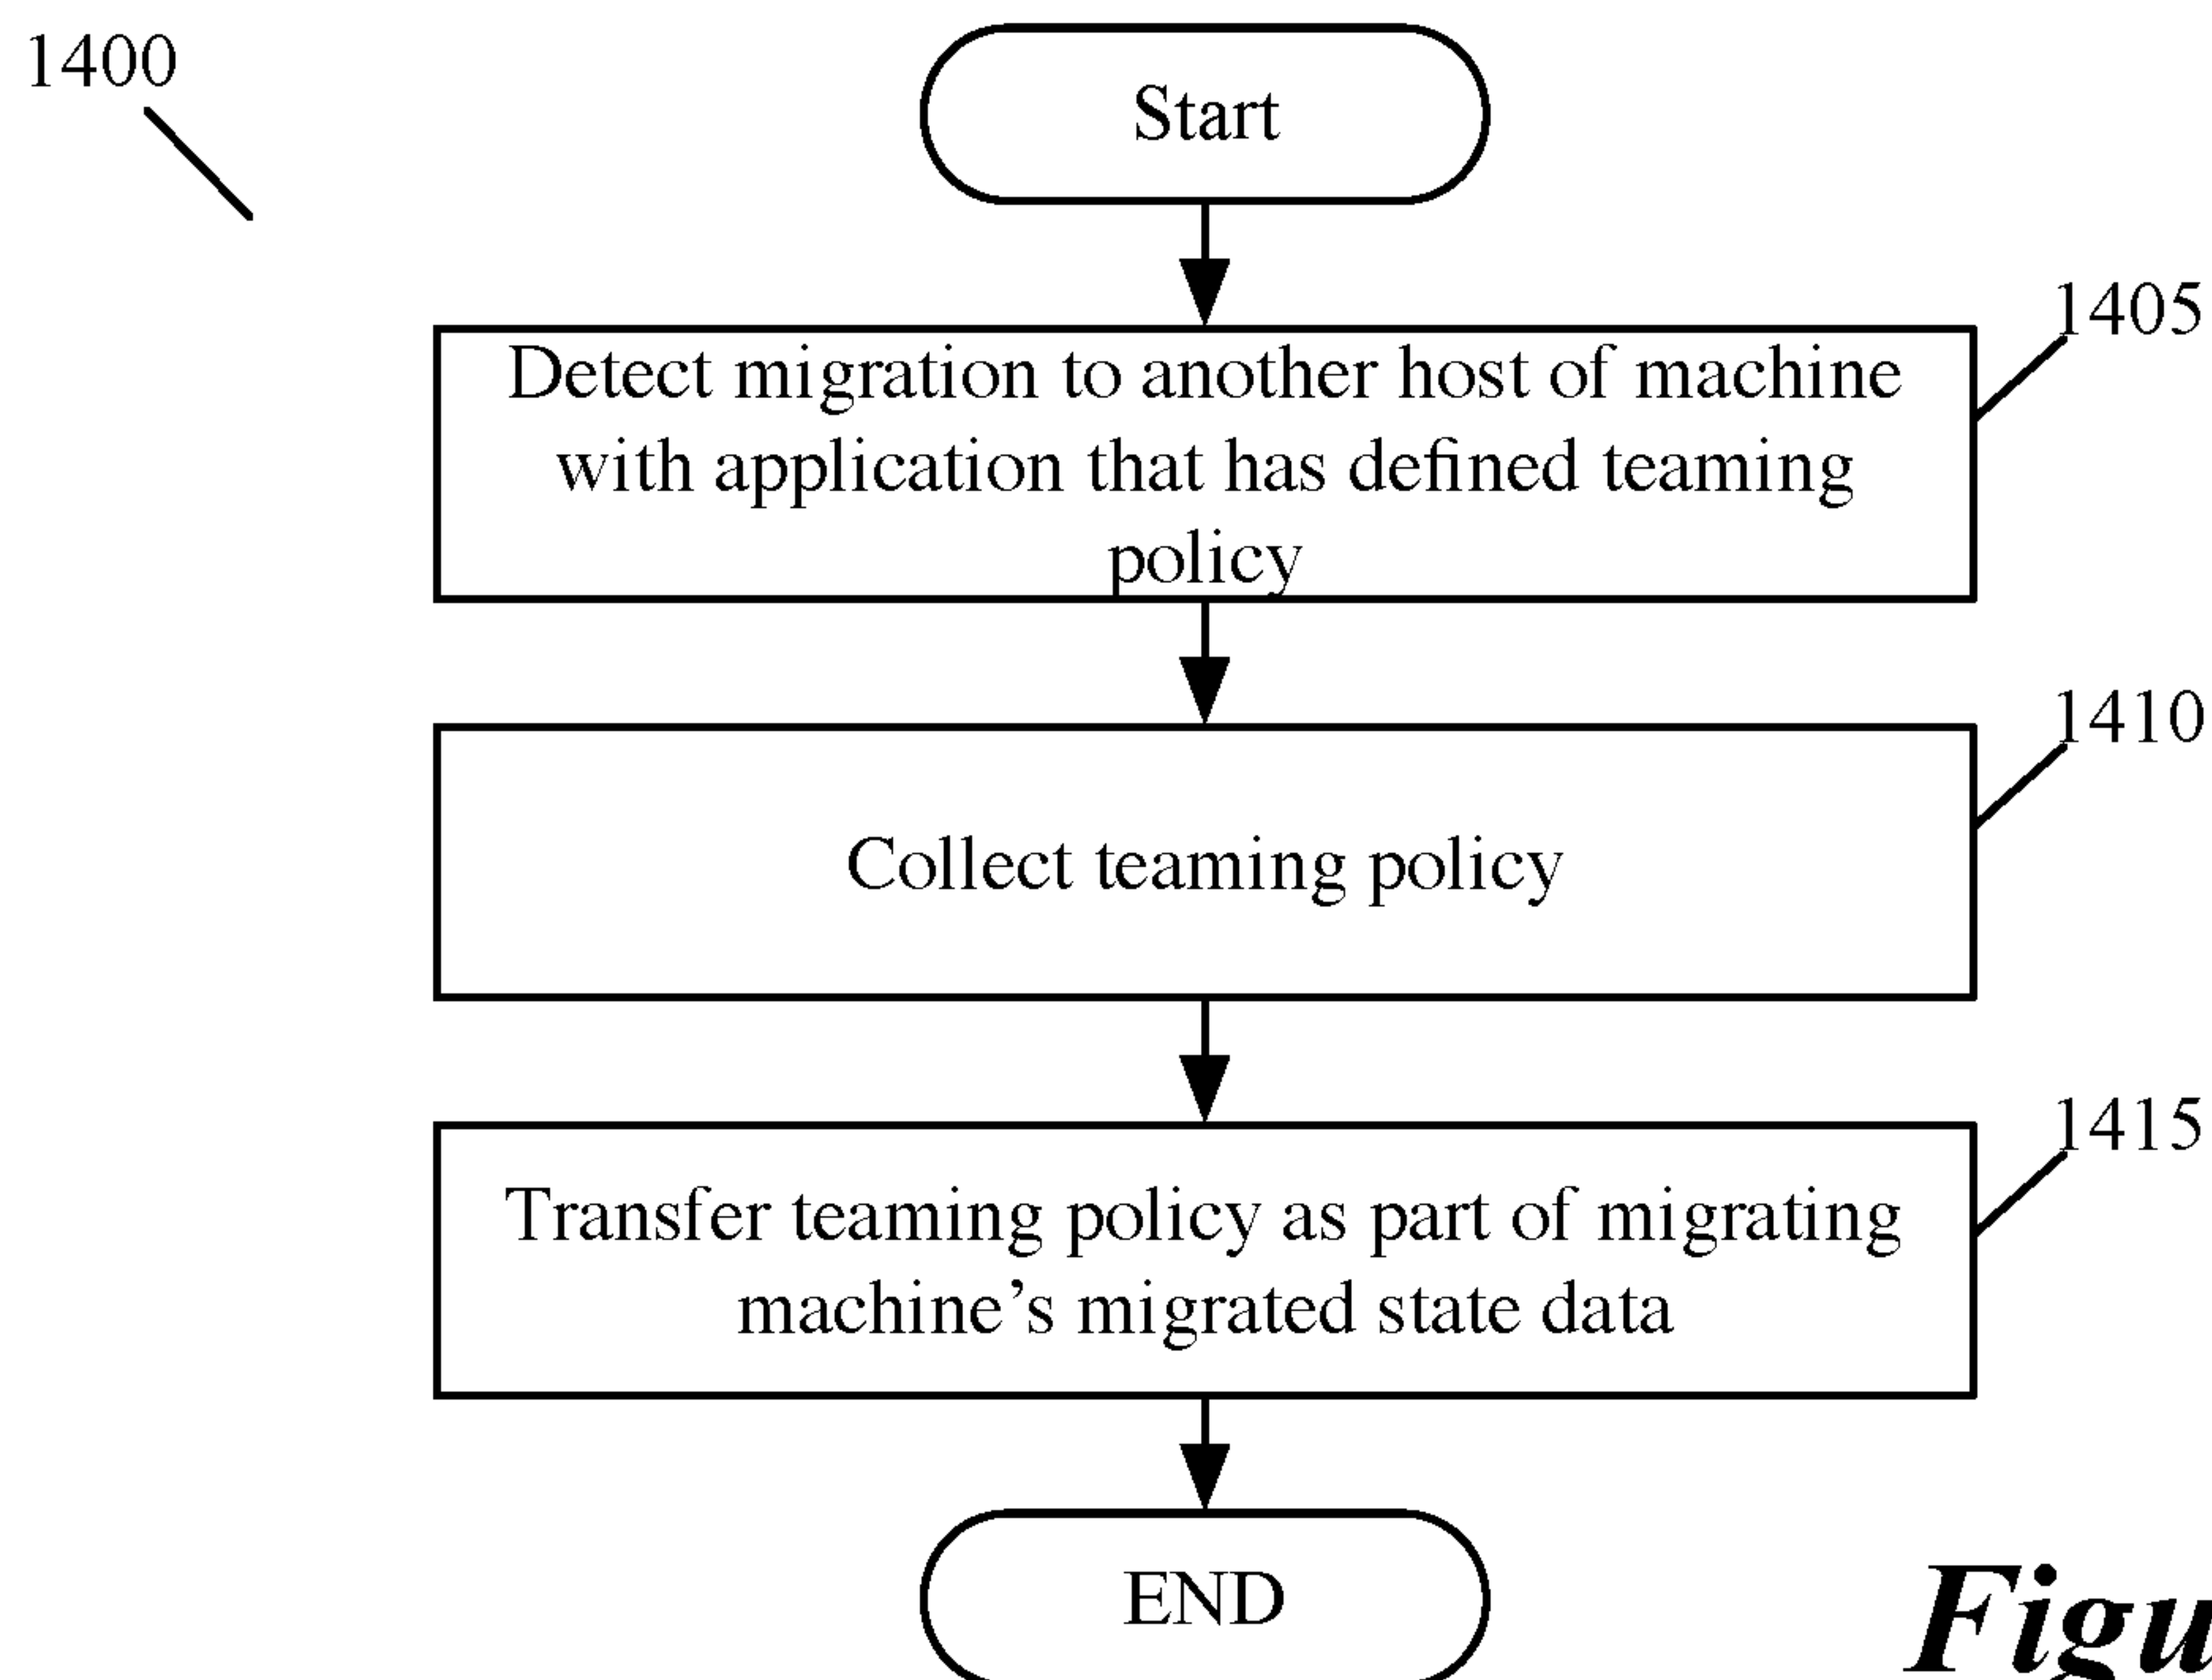 1400
Start
1405
Detect migration to another host of machine
with application that has defined teaming
policy
1410
Collect teaming policy
1415
Transfer teaming policy as part of migrating
machine’s migrated state data
END
Figu